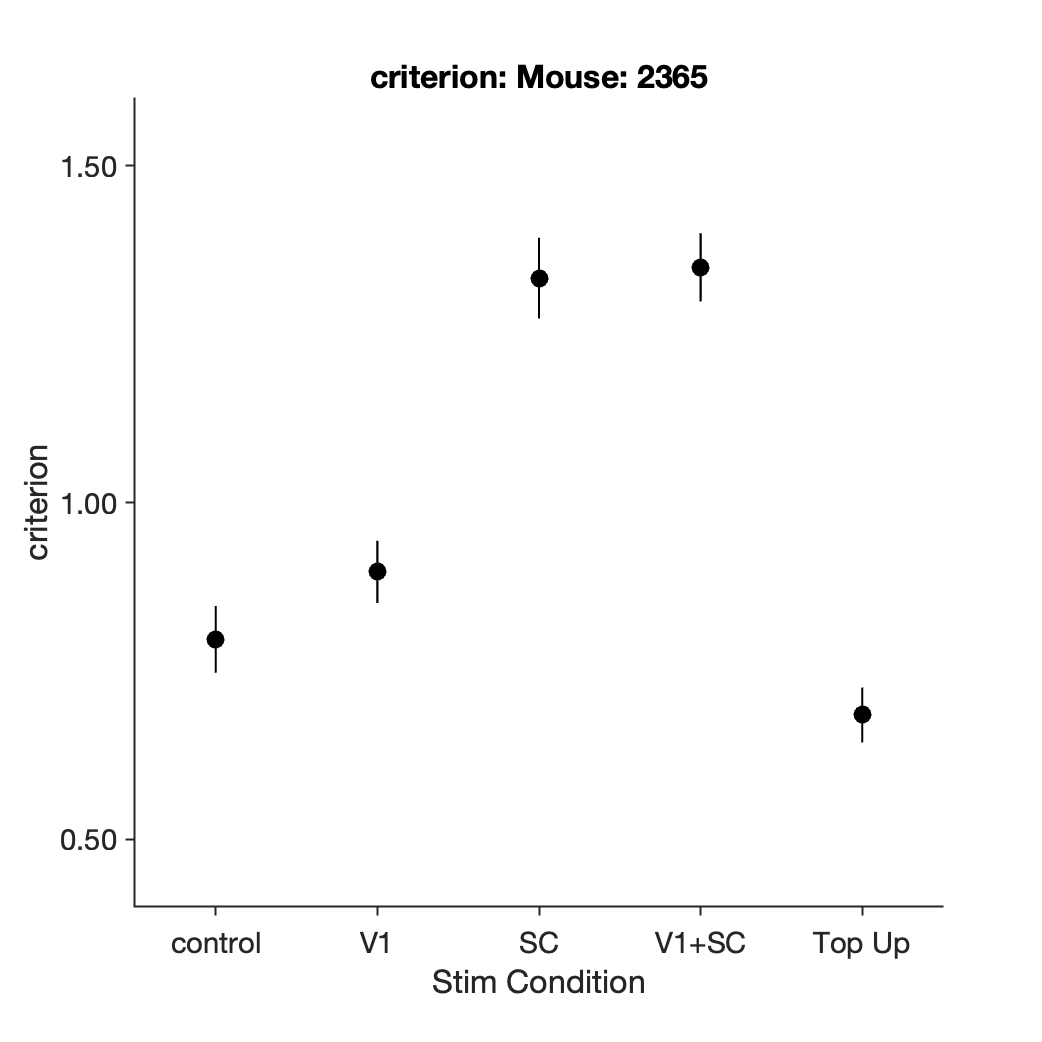 criterion: Mouse: 2365
1.50
1.00
0.50
criterion
control V1 SC V1+SC Top Up
Stim Condition